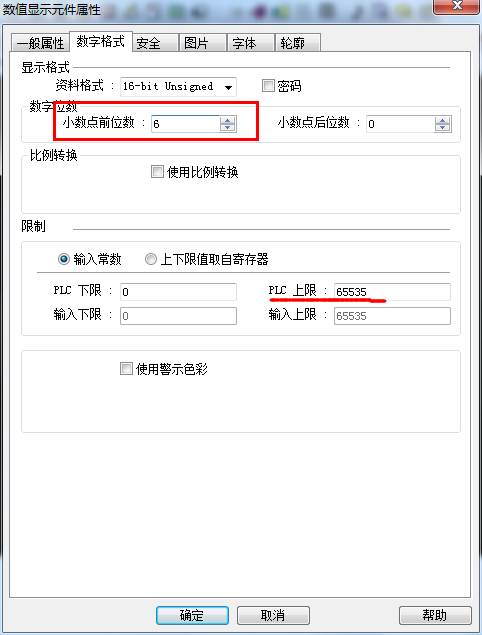 数值显示元件属性
一般属性 数字格式 安全 图片 字体 轮廓
显示格式
资料格式 : 16-bit Unsigned 密码
数字位数
小数点前位数 : 6 小数点后位数 : 0
比例转换
使用比例转换
限制
输入常数 上下限值取自寄存器
PLC 下限 : 0 PLC 上限 : 65535
输入下限 : 0 输入上限 : 65535
使用警示色彩
确定 取消 帮助